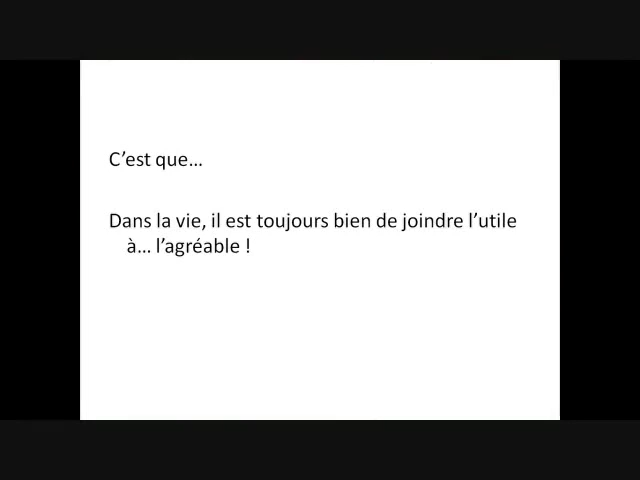 C’est que…
Dans la vie, il est toujours bien de joindre l’utile
à… l’agréable !